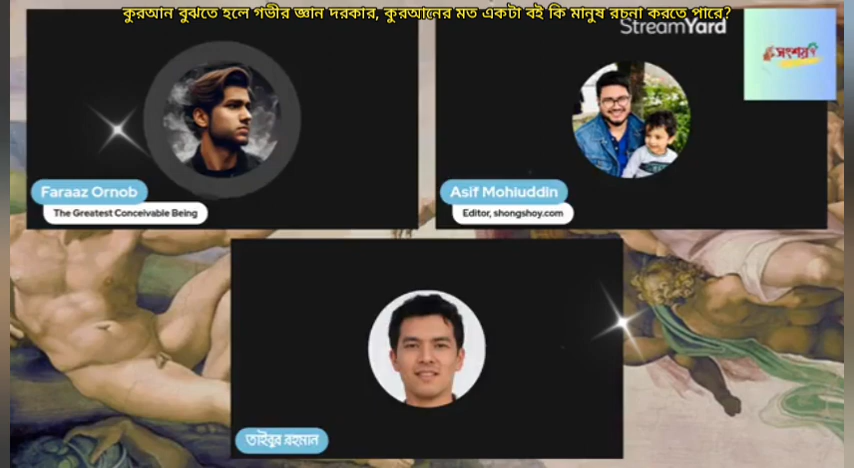 কুরআন বুঝতে হলে গভীর জ্ঞান দরকার, কুরআনের মত একটা বই কি মানুষ রচনা করতে পারে?
StreamYard
সংশয়
Faraaz Ornob
The Greatest Conceivable Being
Asif Mohiuddin
Editor, shongshoy.com
তাইবুর রহমান